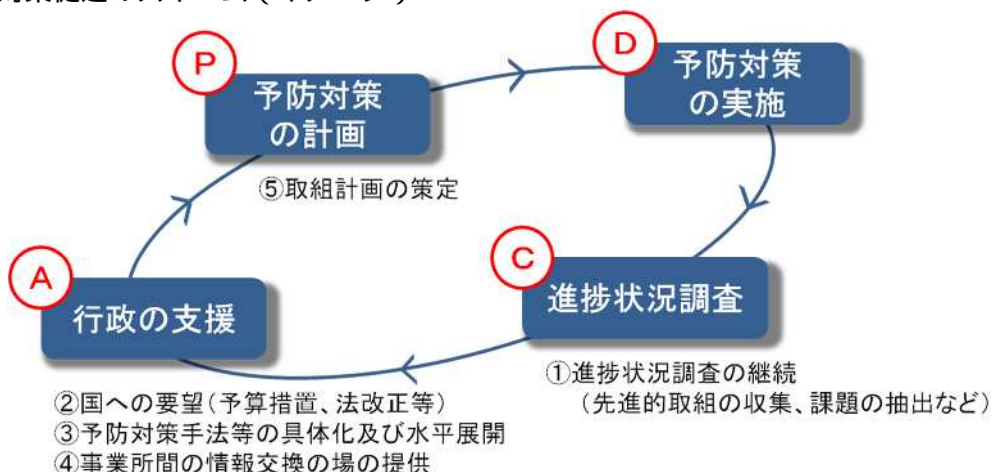 P
予防対策
の計画
⑤取組計画の策定
D
予防対策
の実施
C
進捗状況調査
①進捗状況調査の継続
（先進的取組の収集、課題の抽出など）
A
行政の支援
②国への要望（予算措置、法改正等）
③予防対策手法等の具体化及び水平展開
④事業所間の情報交換の場の提供